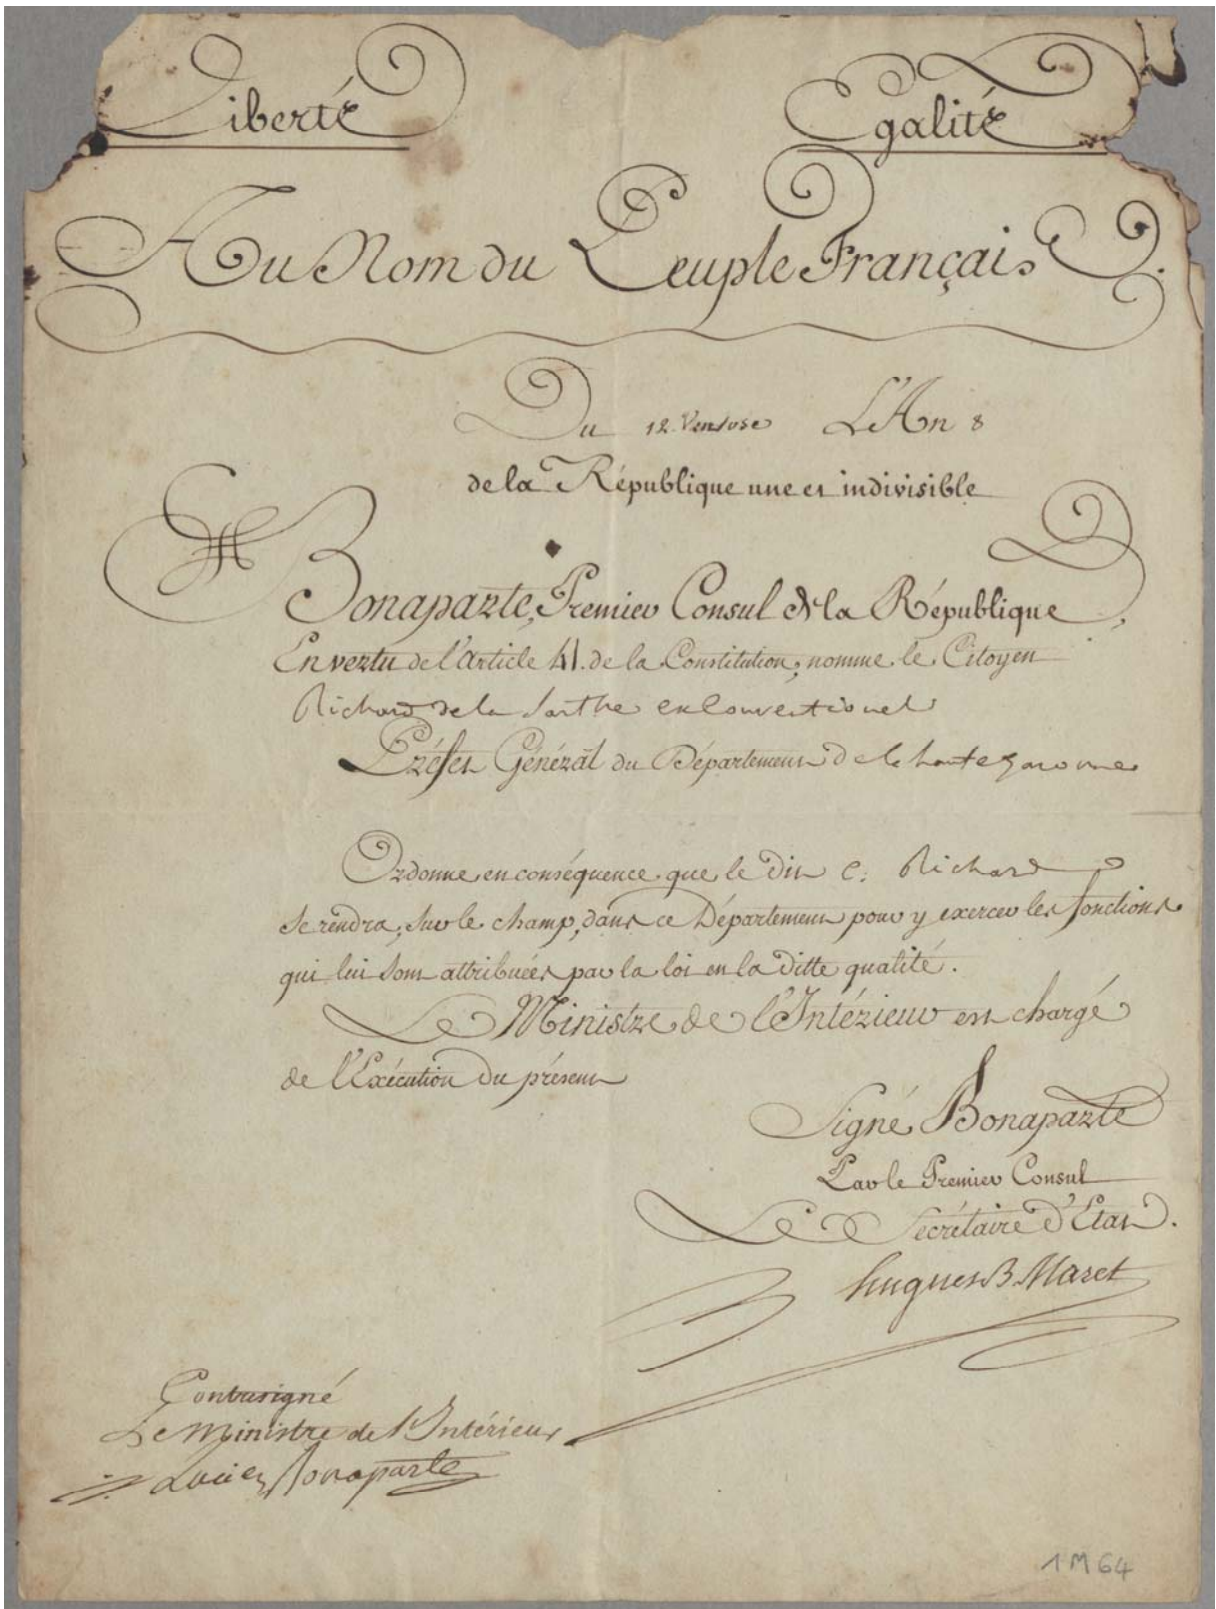 Liberté Egalité
Au Nom du Peuple Français.
Du 12 Ventose L'An 8
de la République une et indivisible
Bonaparte, Premier Consul de la République,
En vertu de l'Article 41. de la Constitution, nomme le Citoyen
Richard de la Sarthe exConventionel
Préfet Général du Département de la haute garonne
Ordonne en conséquence que le dit C. Richard
se rendra, sur le champ, dans ce Département pour y exercer les fonctions
qui lui sont attribuées par la loi en la ditte qualité.
Le Ministre de l'Intérieur est chargé
de l'Exécution du présent
Signé Bonaparte
Par le Premier Consul
Le Secrétaire d'Etat.
hugues B. Maret
Contresigné
Le Ministre de l'Intérieur
Lucien Bonaparte
1 M 64